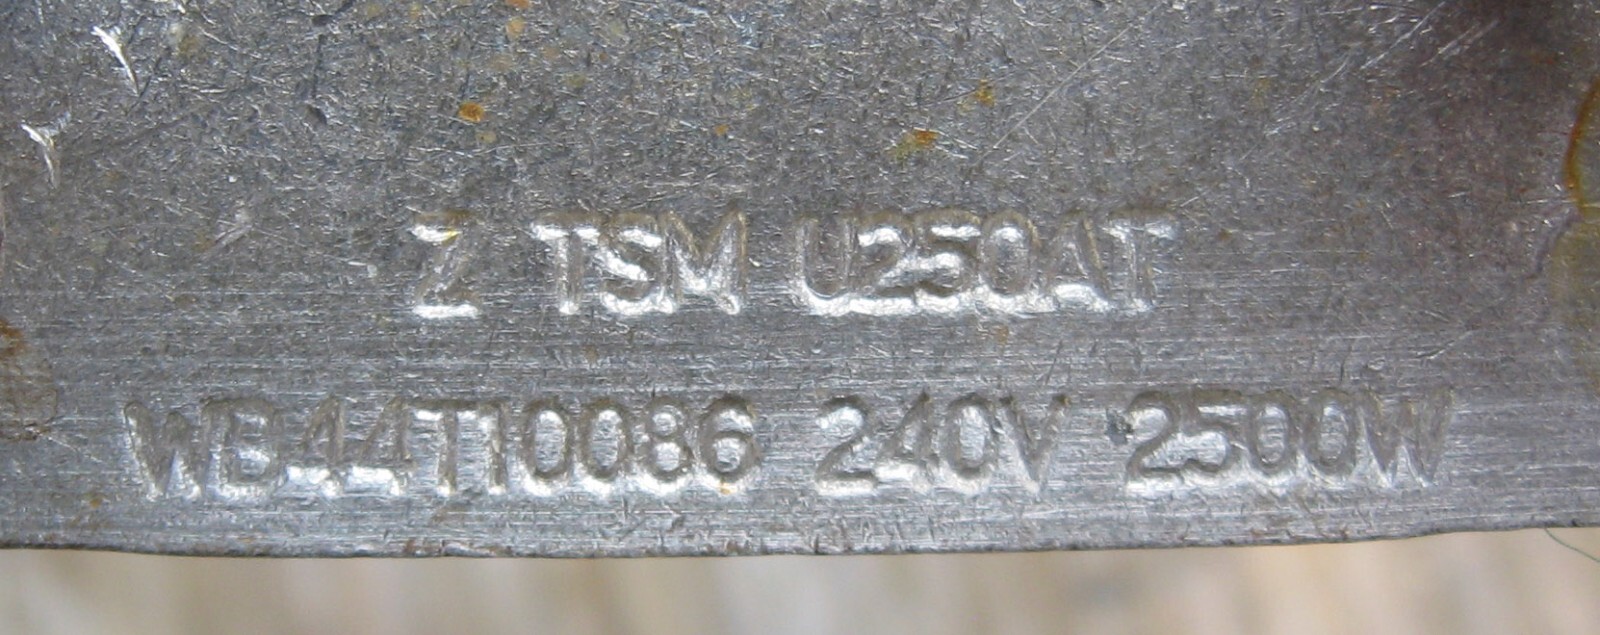 Z TSM U250AT
WB44T10086 240V 2500W